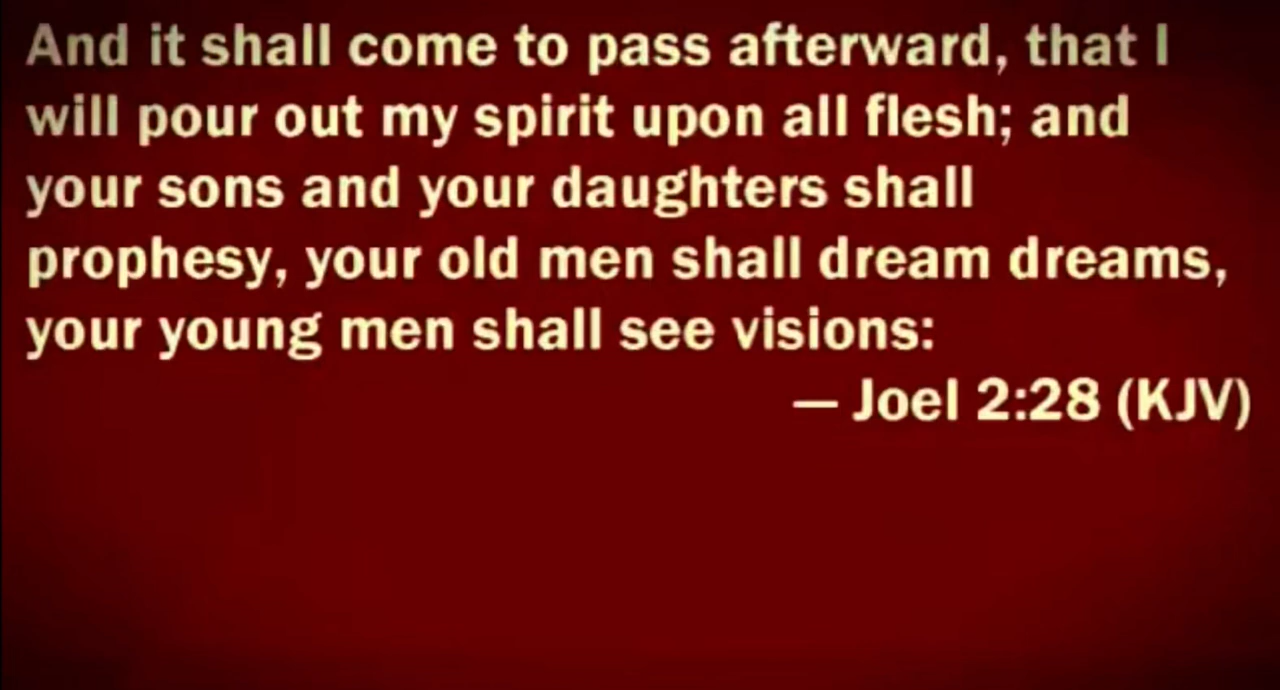 And it shall come to pass afterward, that I
will pour out my spirit upon all flesh; and
your sons and your daughters shall
prophesy, your old men shall dream dreams,
your young men shall see visions:
— Joel 2:28 (KJV)